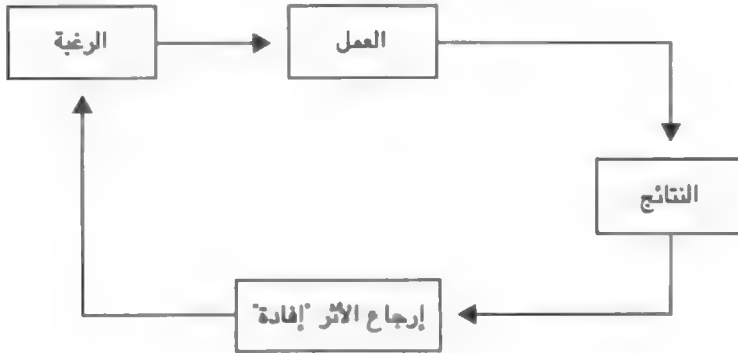 الرغبة
العمل
النتائج
إرجاع الأثر "إفادة"